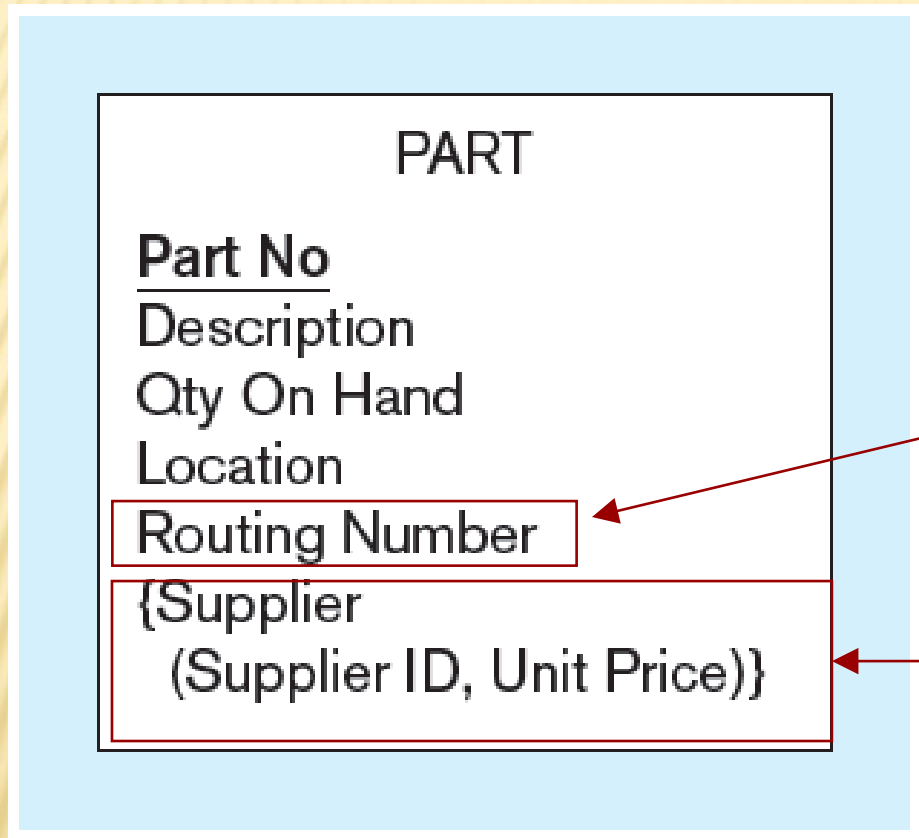 PART
Part No
Description
Qty On Hand
Location
Routing Number
{Supplier
(Supplier ID, Unit Price)}